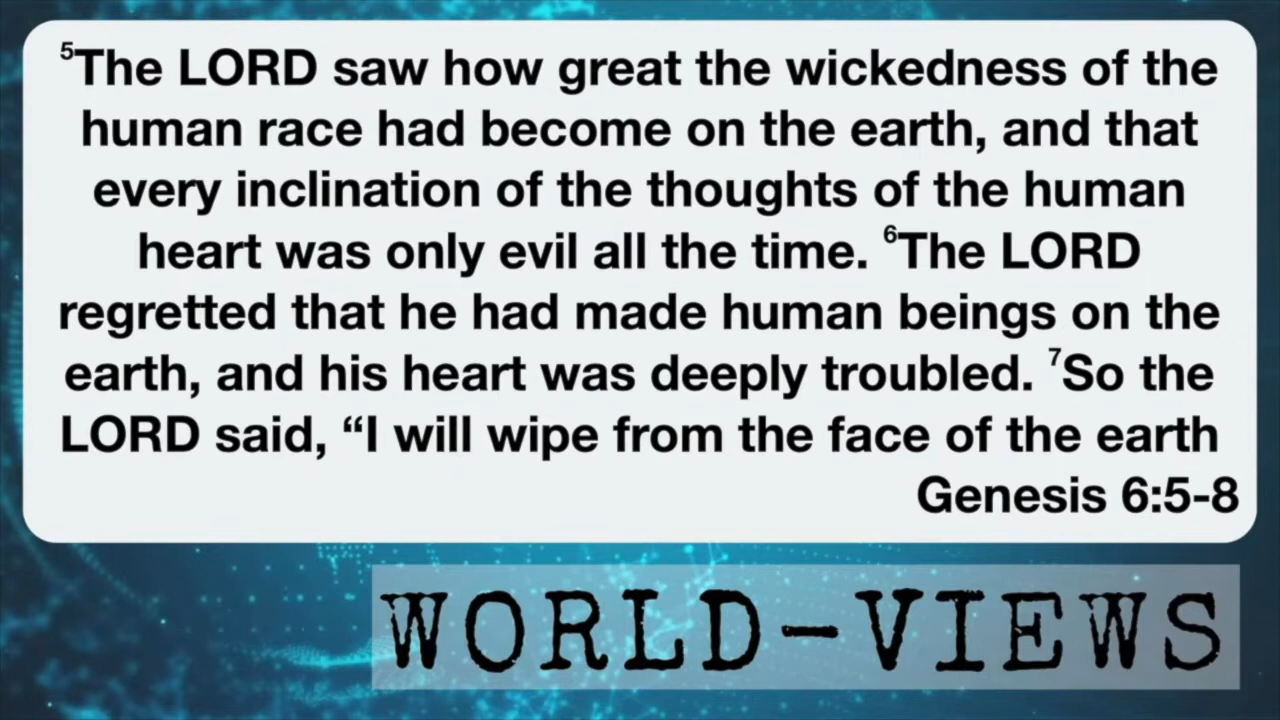 ⁵The LORD saw how great the wickedness of the
human race had become on the earth, and that
every inclination of the thoughts of the human
heart was only evil all the time. ⁶The LORD
regretted that he had made human beings on the
earth, and his heart was deeply troubled. ⁷So the
LORD said, “I will wipe from the face of the earth
Genesis 6:5-8
WORLD-VIEWS